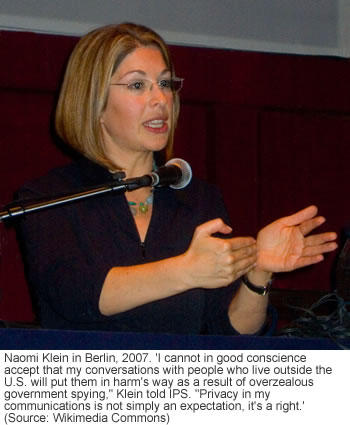 Naomi Klein in Berlin, 2007. 'I cannot in good conscience
accept that my conversations with people who live outside the
U.S. will put them in harm's way as a result of overzealous
government spying," Klein told IPS. "Privacy in my
communications is not simply an expectation, it's a right.'
(Source: Wikimedia Commons)